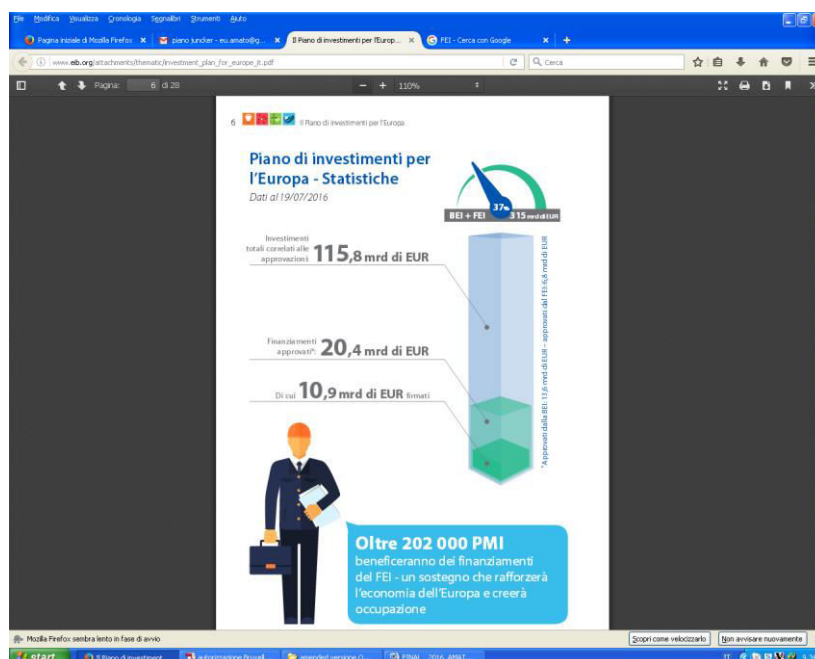 File Modifica Visualizza Cronologia Segnalibri Strumenti Aiuto
Pagina iniziale di Mozilla Firefox
piano juncker - eu.amato@g...
Il Piano di investimenti per l'Europ...
FEI - Cerca con Google
www.eib.org/attachments/thematic/investment_plan_for_europe_it.pdf
Cerca
Pagina: 6 di 28
110%
6 Il Piano di investimenti per l'Europa
Piano di investimenti per
l'Europa - Statistiche
Dati al 19/07/2016
37%
BEI + FEI 315 mrd di EUR
Investimenti
totali correlati alle
approvazioni: 115,8 mrd di EUR
Finanziamenti
approvati*: 20,4 mrd di EUR
Di cui 10,9 mrd di EUR firmati
*Approvati dalla BEI: 13,6 mrd di EUR – approvati dal FEI: 6,8 mrd di EUR
Oltre 202 000 PMI
beneficeranno dei finanziamenti
del FEI - un sostegno che rafforzerà
l'economia dell'Europa e creerà
occupazione
Mozilla Firefox sembra lento in fase di avvio
Scopri come velocizzarlo
Non avvisare nuovamente
start
Il Piano di investiment...
autorizzazione Bruxell...
amended versione O...
FINAL_2016_AMAT...
IT